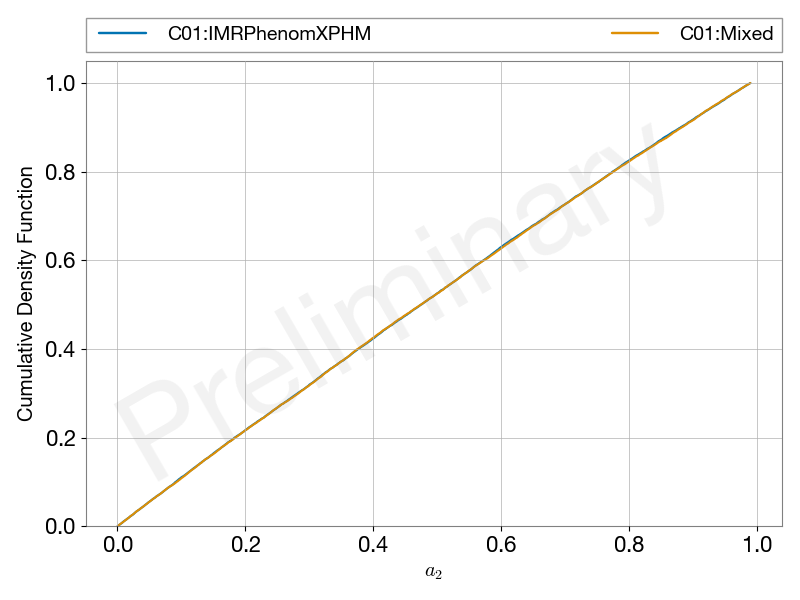 C01:IMRPhenomXPHM C01:Mixed
1.0
0.8
0.6
0.4
0.2
0.0
Cumulative Density Function
Preliminary
0.0 0.2 0.4 0.6 0.8 1.0
a₂